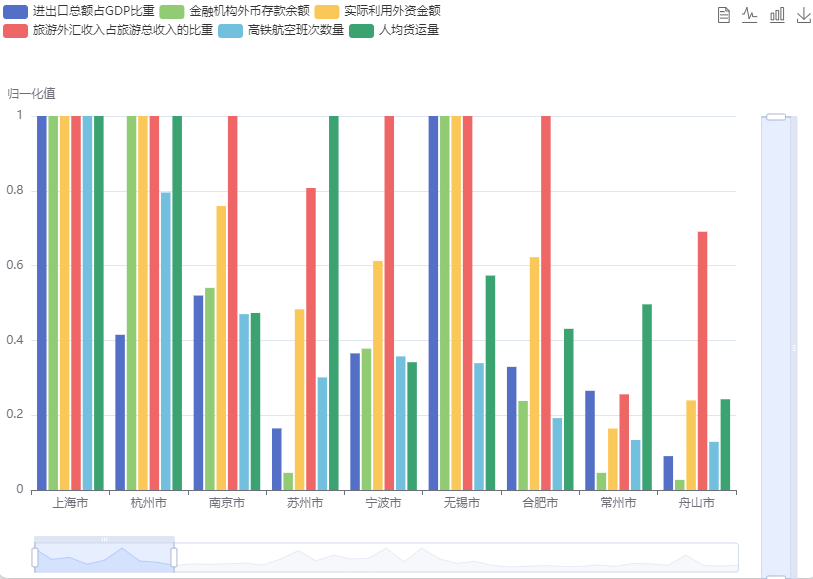 进出口总额占GDP比重 金融机构外币存款余额 实际利用外资金额
旅游外汇收入占旅游总收入的比重 高铁航空班次数量 人均货运量
归一化值
1
0.8
0.6
0.4
0.2
0
上海市 杭州市 南京市 苏州市 宁波市 无锡市 合肥市 常州市 舟山市